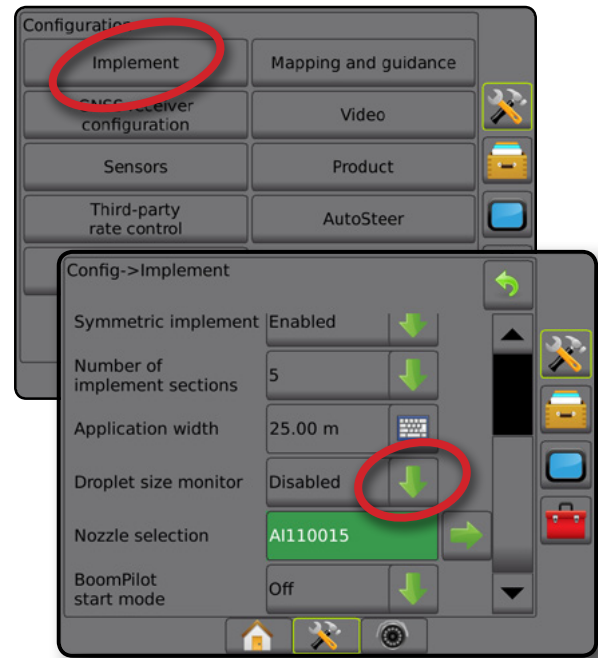 Configuration
Implement
Mapping and guidance
GNSS receiver
configuration
Video
Sensors
Product
Third-party
rate control
AutoSteer
Config->Implement
Symmetric implement
Enabled
Number of
implement sections
5
Application width
25.00 m
Droplet size monitor
Disabled
Nozzle selection
AI110015
BoomPilot
start mode
Off